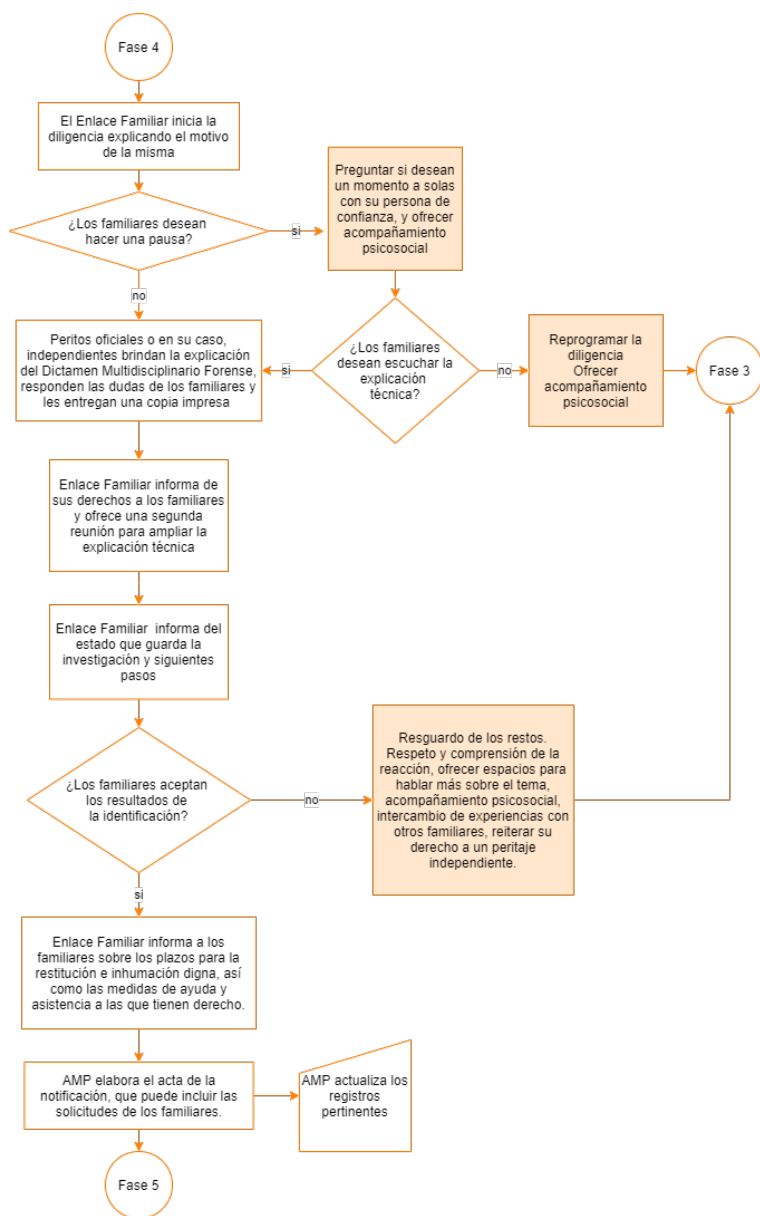 Fase 4
El Enlace Familiar inicia la
diligencia explicando el motivo
de la misma
¿Los familiares desean
hacer una pausa?
si
Preguntar si desean
un momento a solas
con su persona de
confianza, y ofrecer
acompañamiento
psicosocial
no
Peritos oficiales o en su caso,
independientes brindan la explicación
del Dictamen Multidisciplinario Forense,
responden las dudas de los familiares y
les entregan una copia impresa
si
¿Los familiares
desean escuchar la
explicación
técnica?
no
Reprogramar la
diligencia
Ofrecer
acompañamiento
psicosocial
Fase 3
Enlace Familiar informa de
sus derechos a los familiares
y ofrece una segunda
reunión para ampliar la
explicación técnica
Enlace Familiar informa del
estado que guarda la
investigación y siguientes
pasos
¿Los familiares aceptan
los resultados de
la identificación?
no
Resguardo de los restos.
Respeto y comprensión de la
reacción, ofrecer espacios para
hablar más sobre el tema,
acompañamiento psicosocial,
intercambio de experiencias con
otros familiares, reiterar su
derecho a un peritaje
independiente.
si
Enlace Familiar informa a los
familiares sobre los plazos para la
restitución e inhumación digna, así
como las medidas de ayuda y
asistencia a las que tienen derecho.
AMP elabora el acta de la
notificación, que puede incluir las
solicitudes de los familiares.
AMP actualiza los
registros
pertinentes
Fase 5